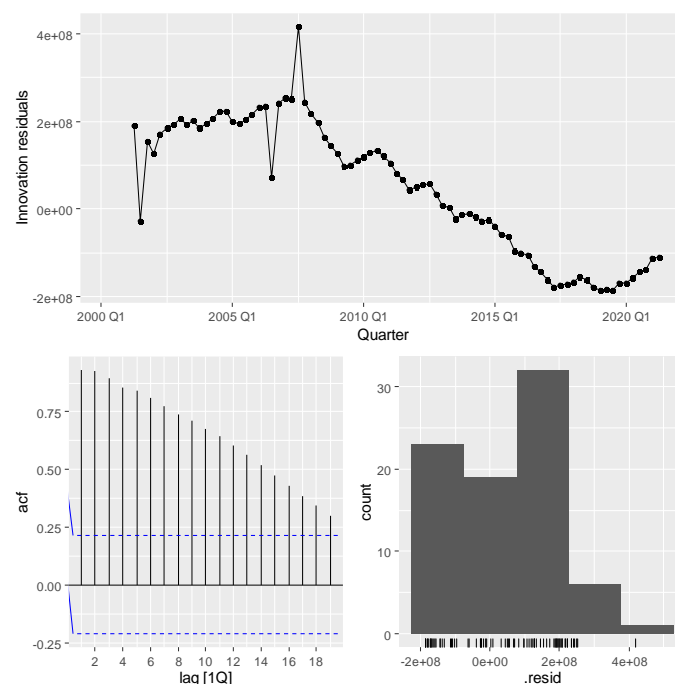 4e+08
2e+08
0e+00
-2e+08
Innovation residuals
2000 Q1 2005 Q1 2010 Q1 2015 Q1 2020 Q1
Quarter
0.75
0.50
0.25
0.00
-0.25
acf
2 4 6 8 10 12 14 16 18
lag [1Q]
30
20
10
0
count
-2e+08 0e+00 2e+08 4e+08
.resid